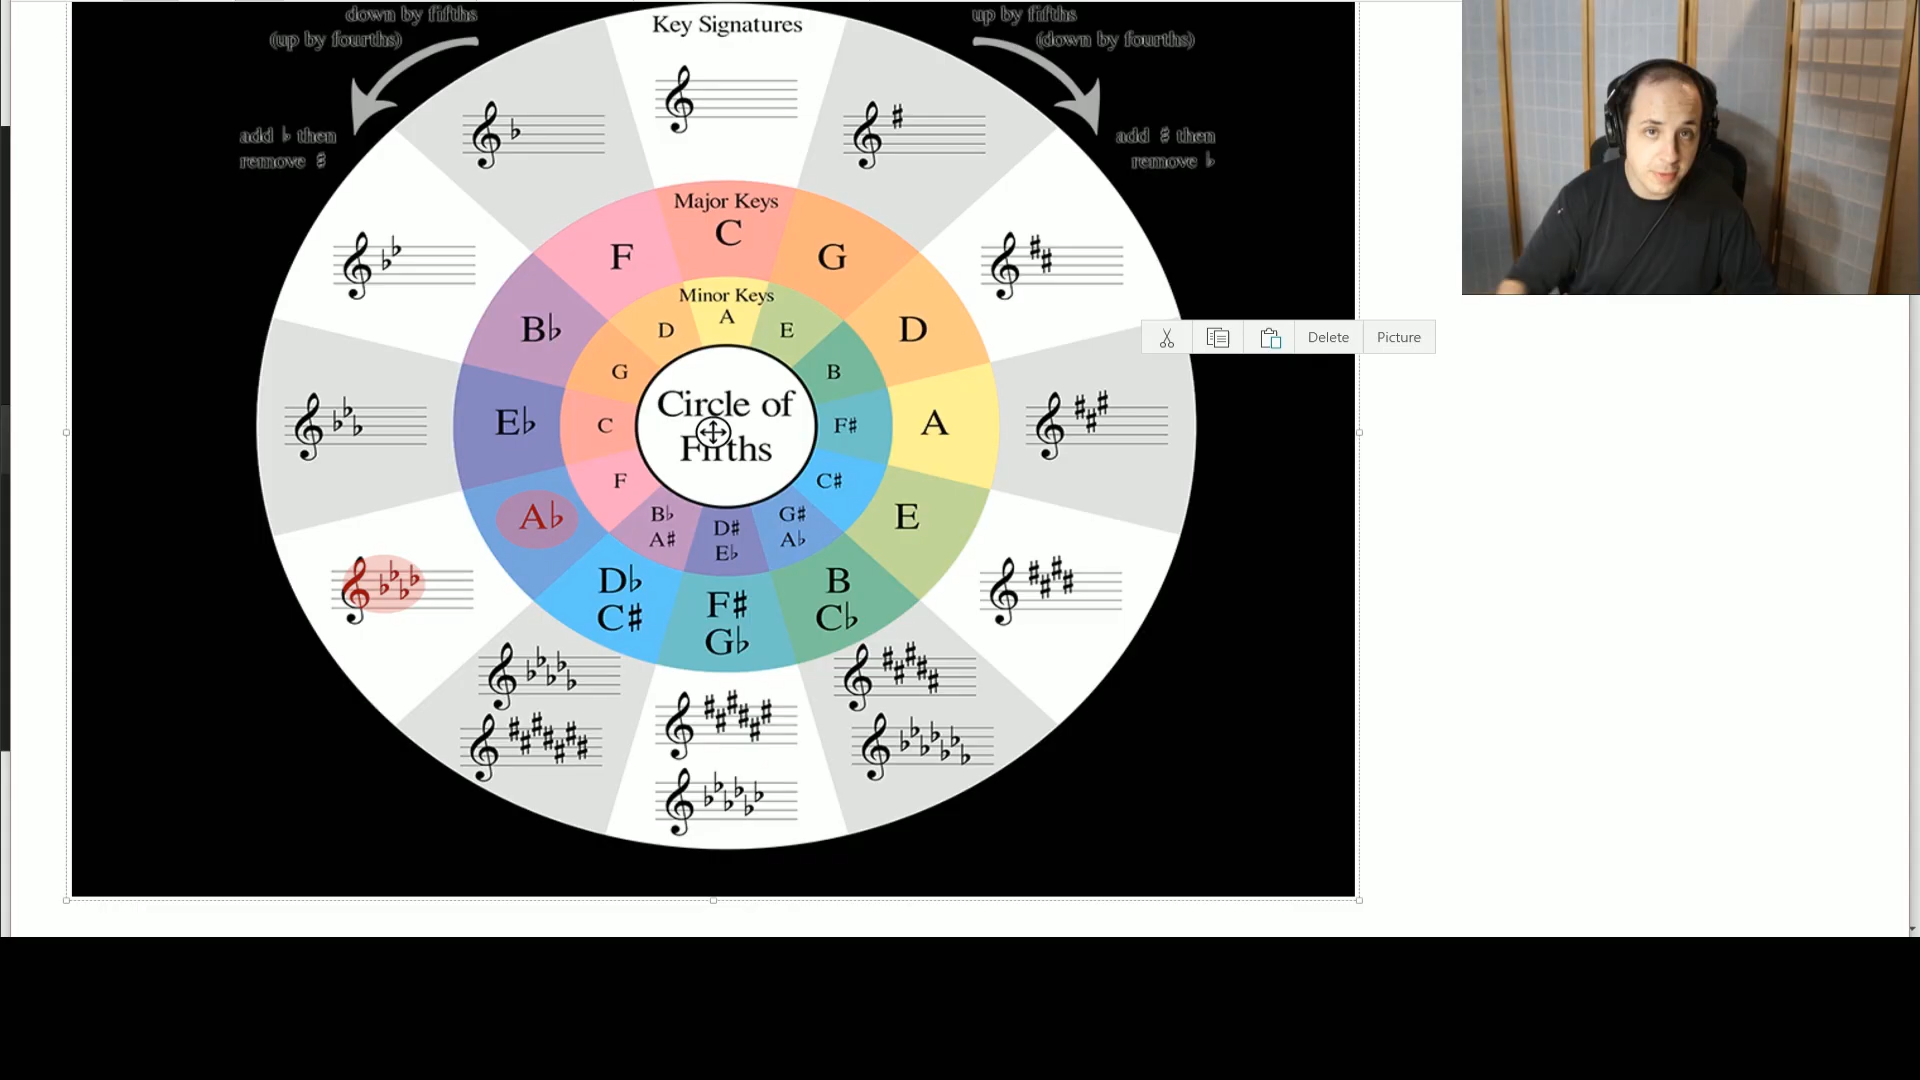 down by fifths
(up by fourths)
add ♭ then
remove ♯
Key Signatures
up by fifths
(down by fourths)
add ♯ then
remove ♭
Major Keys
C
G
D
A
E
B
C♭
F♯
G♭
D♭
C♯
A♭
E♭
B♭
F
Minor Keys
A
E
B
F♯
C♯
G♯
A♭
D♯
E♭
B♭
A♯
F
C
G
D
Circle of
Fifths
Delete
Picture